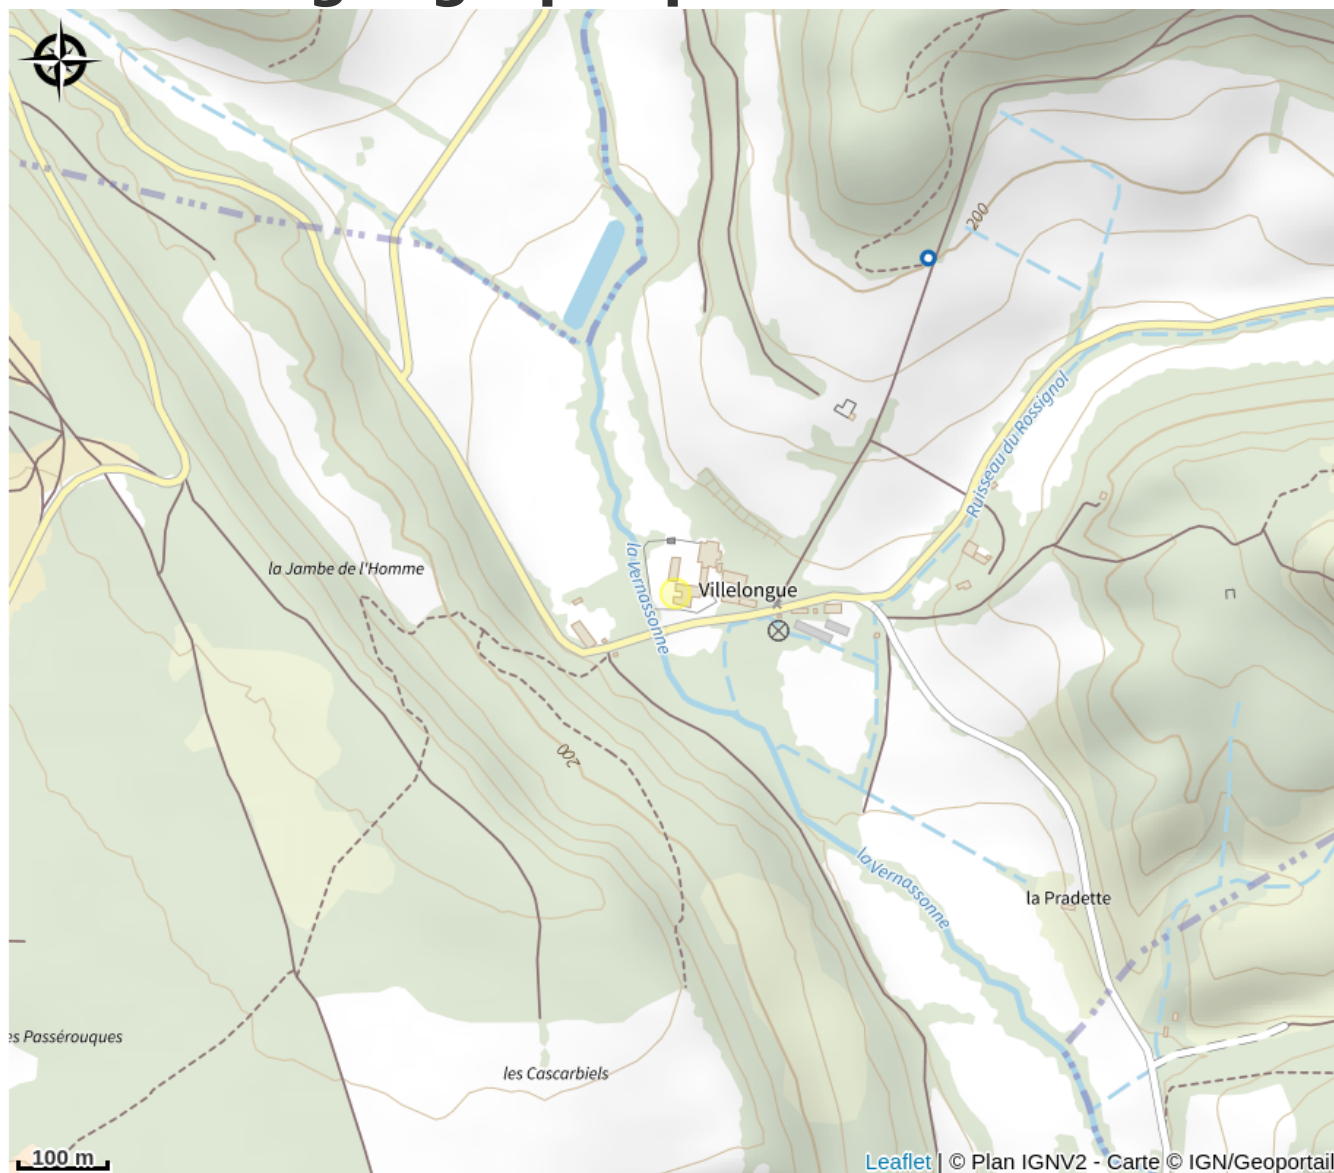 200
Ruisseau du Rossignol
la Jambe de l'Homme
la Vernassonne
Villelongue
200
la Vernassonne
la Pradette
es Passérouques
les Cascarbiels
100 m
Leaflet | © Plan IGNV2 - Carte © IGN/Geoportail